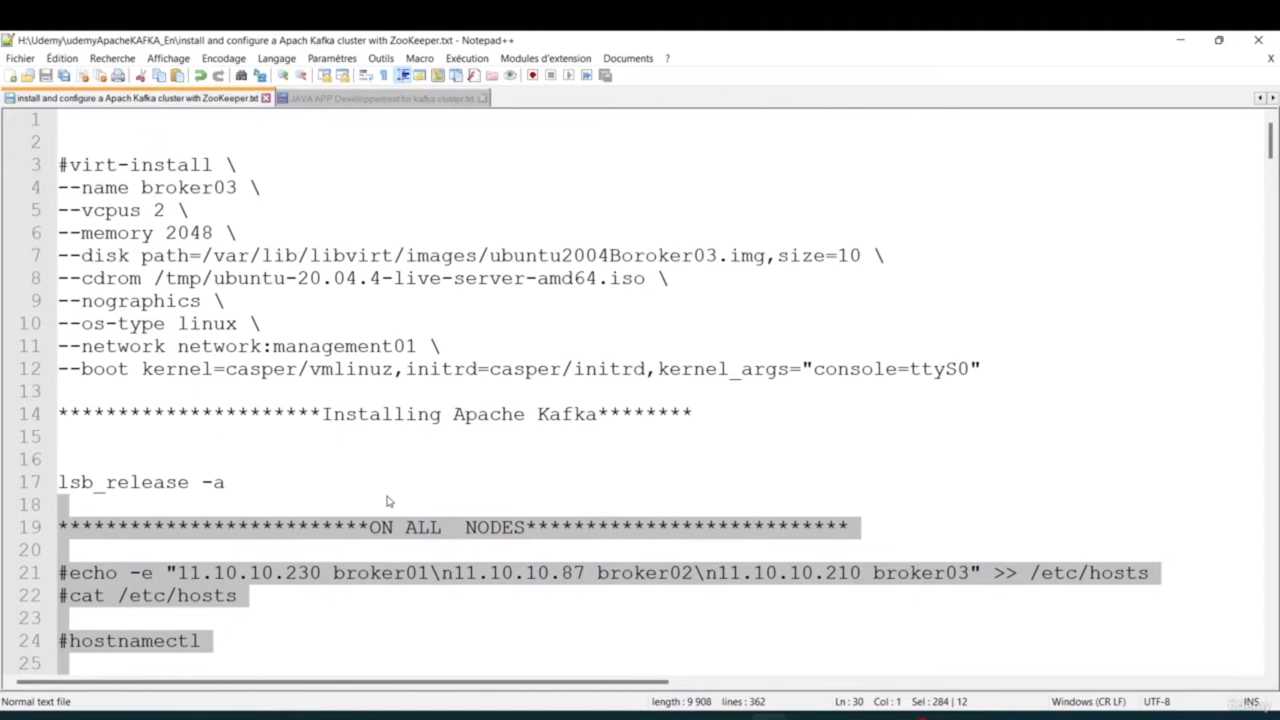 H:\Udemy\udemyApacheKAFKA_En\install and configure a Apach Kafka cluster with ZooKeeper.txt - Notepad++
Fichier Édition Recherche Affichage Encodage Langage Paramètres Outils Macro Exécution Modules d'extension Documents ? X
install and configure a Apach Kafka cluster with ZooKeeper.txt JAVA APP Developpement for kafka cluster.txt
1
2
3 #virt-install \
4 --name broker03 \
5 --vcpus 2 \
6 --memory 2048 \
7 --disk path=/var/lib/libvirt/images/ubuntu2004Boroker03.img,size=10 \
8 --cdrom /tmp/ubuntu-20.04.4-live-server-amd64.iso \
9 --nographics \
10 --os-type linux \
11 --network network:management01 \
12 --boot kernel=casper/vmlinuz,initrd=casper/initrd,kernel_args="console=ttyS0"
13
14 **********************Installing Apache Kafka********
15
16
17 lsb_release -a
18
19 **************************ON ALL  NODES***************************
20
21 #echo -e "11.10.10.230 broker01\n11.10.10.87 broker02\n11.10.10.210 broker03" >> /etc/hosts
22 #cat /etc/hosts
23
24 #hostnamectl
25
Normal text file length : 9 908 lines : 362 Ln : 30 Col : 1 Sel : 284 | 12 Windows (CR LF) UTF-8 INS
Udemy